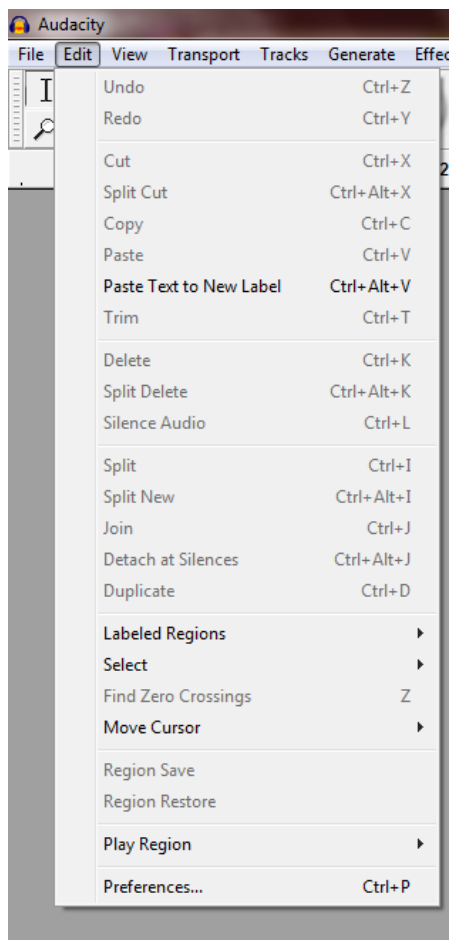 Audacity
File Edit View Transport Tracks Generate Effec
Undo Ctrl+Z
Redo Ctrl+Y
Cut Ctrl+X
Split Cut Ctrl+Alt+X
Copy Ctrl+C
Paste Ctrl+V
Paste Text to New Label Ctrl+Alt+V
Trim Ctrl+T
Delete Ctrl+K
Split Delete Ctrl+Alt+K
Silence Audio Ctrl+L
Split Ctrl+I
Split New Ctrl+Alt+I
Join Ctrl+J
Detach at Silences Ctrl+Alt+J
Duplicate Ctrl+D
Labeled Regions
Select
Find Zero Crossings Z
Move Cursor
Region Save
Region Restore
Play Region
Preferences... Ctrl+P